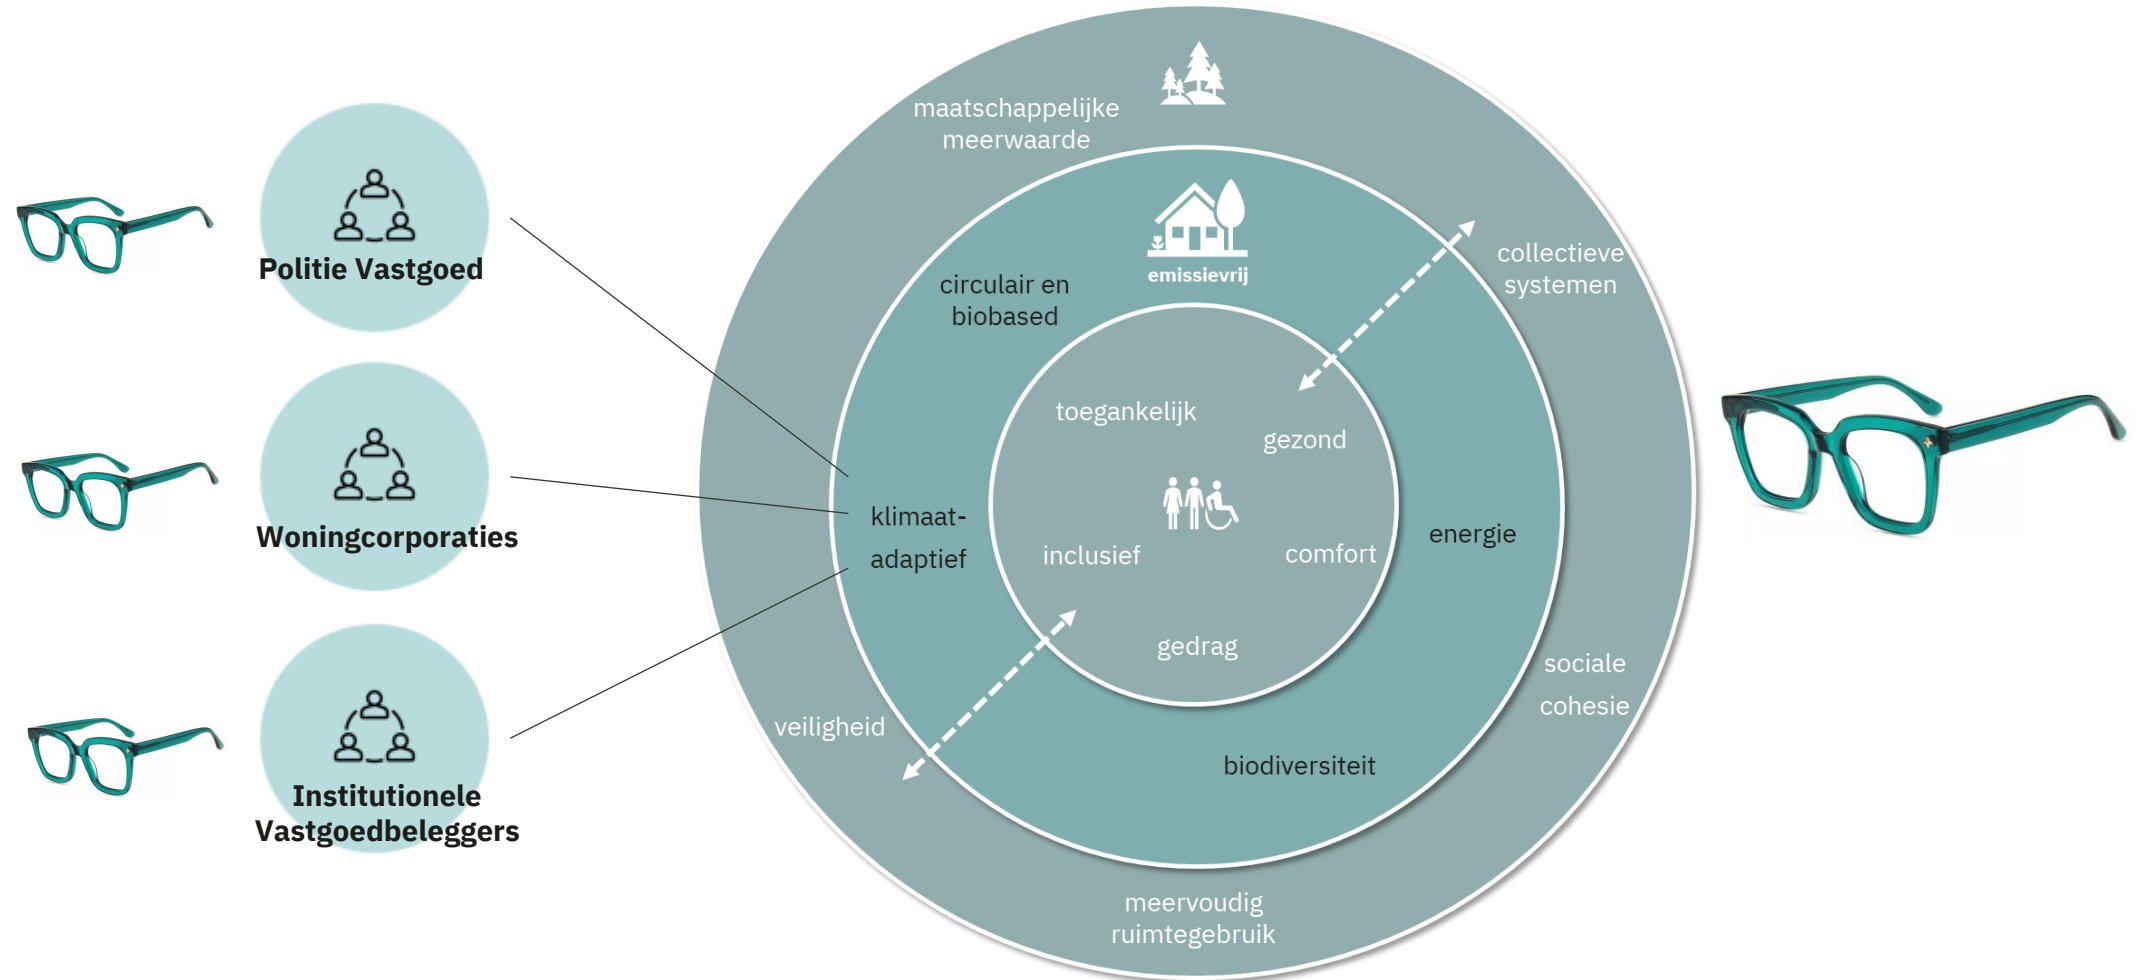 Politie Vastgoed
Woningcorporaties
Institutionele
Vastgoedbeleggers
maatschappelijke
meerwaarde
emissievrij
circulair en
biobased
collectieve
systemen
toegankelijk
gezond
klimaat-
adaptief
energie
inclusief
comfort
gedrag
sociale
cohesie
veiligheid
biodiversiteit
meervoudig
ruimtegebruik